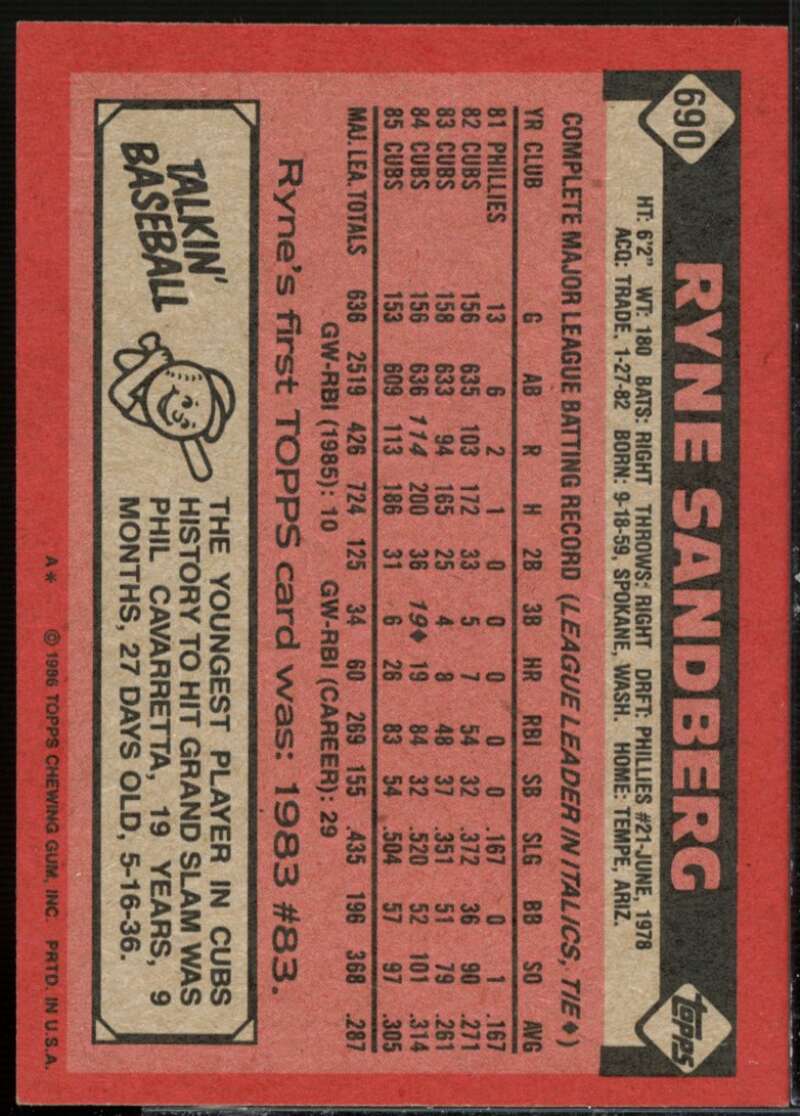 690
RYNE SANDBERG
TOPPS
HT: 6'2" WT: 180 BATS: RIGHT THROWS: RIGHT DRFT: PHILLIES #21-JUNE, 1978
ACQ: TRADE, 1-27-82 BORN: 9-18-59, SPOKANE, WASH. HOME: TEMPE, ARIZ.
COMPLETE MAJOR LEAGUE BATTING RECORD (LEAGUE LEADER IN ITALICS, TIE♦)
YR CLUB G AB R H 2B 3B HR RBI SB SLG BB SO AVG
81 PHILLIES 13 6 2 1 0 0 0 0 0 .167 0 1 .167
82 CUBS 156 635 103 172 33 5 7 54 32 .372 36 90 .271
83 CUBS 158 633 94 165 25 4 8 48 37 .351 51 79 .261
84 CUBS 156 636 114 200 36 19♦ 19 84 32 .520 52 101 .314
85 CUBS 153 609 113 186 31 6 26 83 54 .504 57 97 .305
MAJ. LEA. TOTALS 636 2519 426 724 125 34 60 269 155 .435 196 368 .287
GW-RBI (1985): 10 GW-RBI (CAREER): 29
Ryne's first TOPPS card was: 1983 #83.
TALKIN'
BASEBALL
THE YOUNGEST PLAYER IN CUBS
HISTORY TO HIT GRAND SLAM WAS
PHIL CAVARRETTA, 19 YEARS, 9
MONTHS, 27 DAYS OLD, 5-16-36.
A* © 1986 TOPPS CHEWING GUM, INC. PRTD. IN U.S.A.